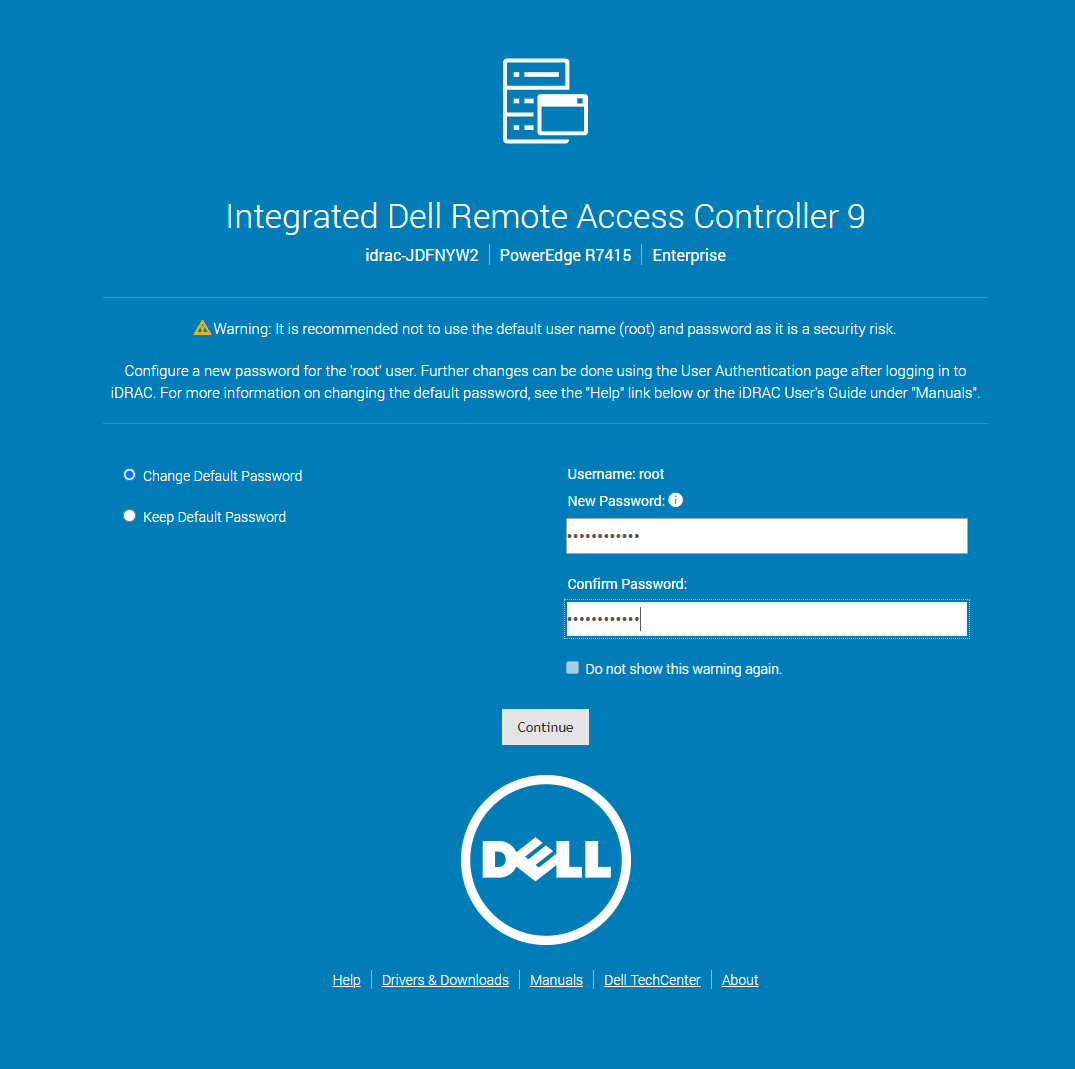 Integrated Dell Remote Access Controller 9
idrac-JDFNYW2 | PowerEdge R7415 | Enterprise
Warning: It is recommended not to use the default user name (root) and password as it is a security risk.
Configure a new password for the 'root' user. Further changes can be done using the User Authentication page after logging in to
iDRAC. For more information on changing the default password, see the "Help" link below or the iDRAC User's Guide under "Manuals".
Change Default Password
Keep Default Password
Username: root
New Password:
••••••••••••
Confirm Password:
••••••••••••
Do not show this warning again.
Continue
DELL
Help | Drivers & Downloads | Manuals | Dell TechCenter | About